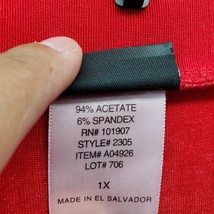 94% ACETATE
6% SPANDEX
RN# 101907
STYLE# 2305
ITEM# A04926
LOT# 706
1X
MADE IN EL SALVADOR